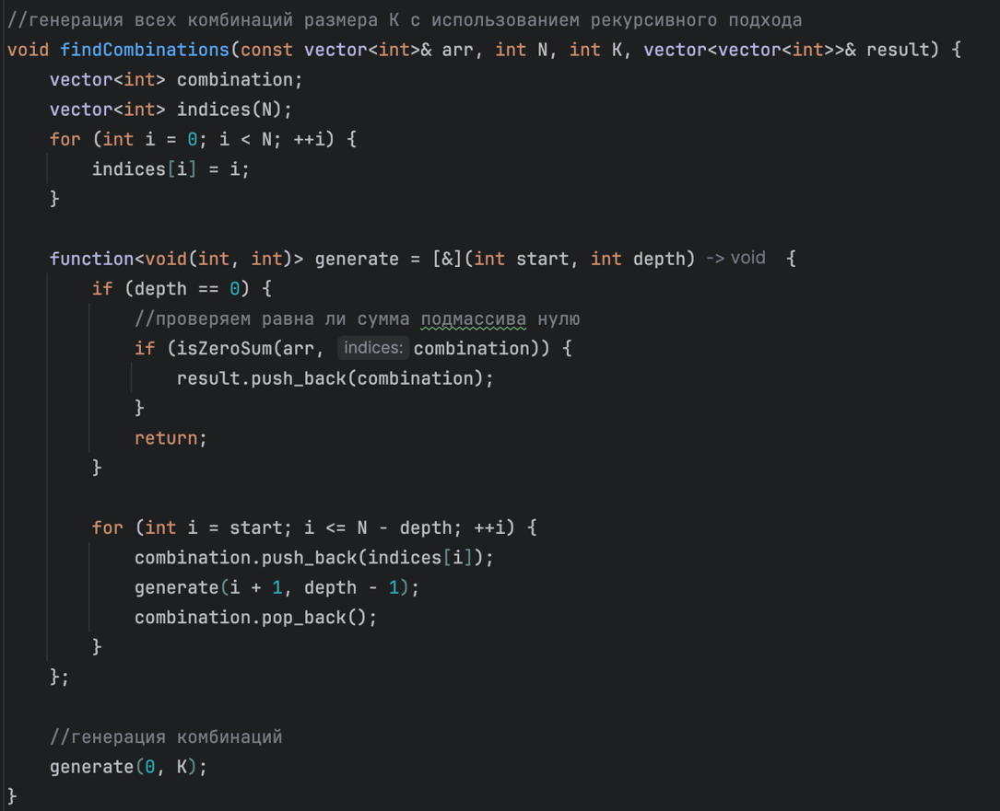 //генерация всех комбинаций размера K с использованием рекурсивного подхода
void findCombinations(const vector<int>& arr, int N, int K, vector<vector<int>>& result) {
    vector<int> combination;
    vector<int> indices(N);
    for (int i = 0; i < N; ++i) {
        indices[i] = i;
    }

    function<void(int, int)> generate = [&](int start, int depth) -> void {
        if (depth == 0) {
            //проверяем равна ли сумма подмассива нулю
            if (isZeroSum(arr, indices: combination)) {
                result.push_back(combination);
            }
            return;
        }

        for (int i = start; i <= N - depth; ++i) {
            combination.push_back(indices[i]);
            generate(i + 1, depth - 1);
            combination.pop_back();
        }
    };

    //генерация комбинаций
    generate(0, K);
}